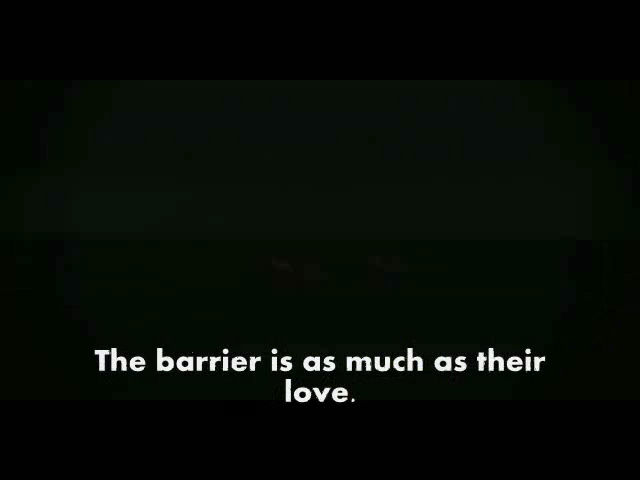 The barrier is as much as their
love.